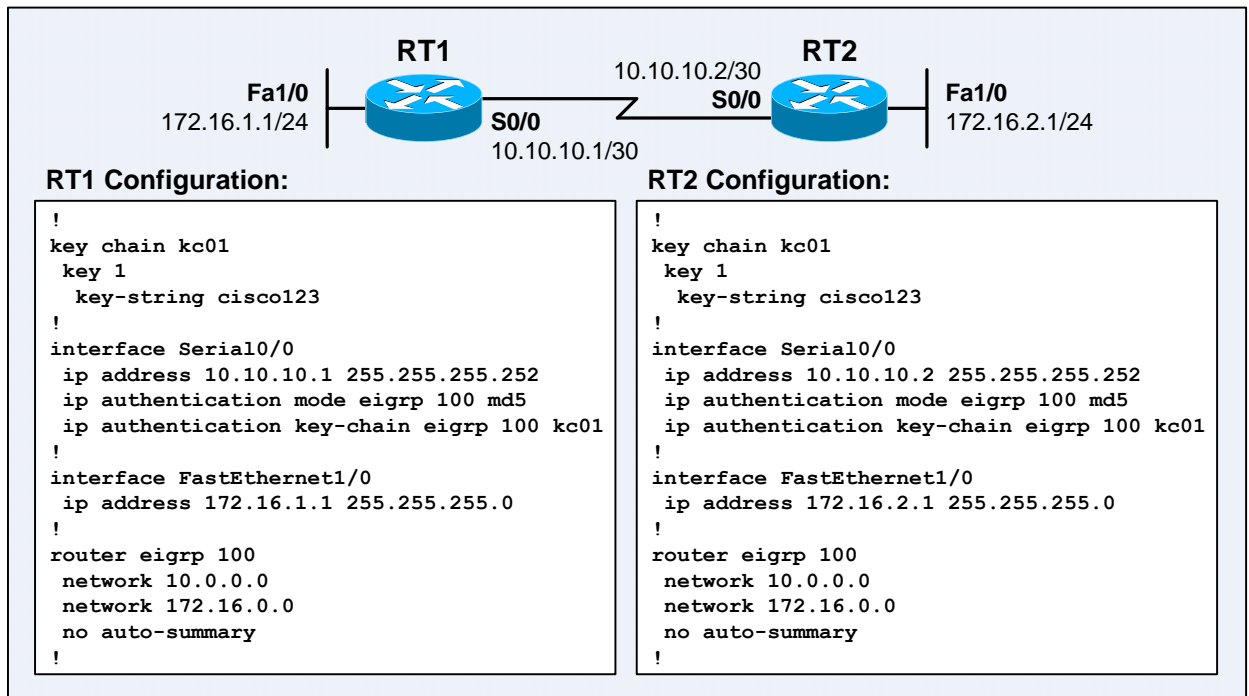 RT1
RT2
Fa1/0
172.16.1.1/24
S0/0
10.10.10.1/30
10.10.10.2/30
S0/0
Fa1/0
172.16.2.1/24
RT1 Configuration:
!
key chain kc01
 key 1
  key-string cisco123
!
interface Serial0/0
 ip address 10.10.10.1 255.255.255.252
 ip authentication mode eigrp 100 md5
 ip authentication key-chain eigrp 100 kc01
!
interface FastEthernet1/0
 ip address 172.16.1.1 255.255.255.0
!
router eigrp 100
 network 10.0.0.0
 network 172.16.0.0
 no auto-summary
!
RT2 Configuration:
!
key chain kc01
 key 1
  key-string cisco123
!
interface Serial0/0
 ip address 10.10.10.2 255.255.255.252
 ip authentication mode eigrp 100 md5
 ip authentication key-chain eigrp 100 kc01
!
interface FastEthernet1/0
 ip address 172.16.2.1 255.255.255.0
!
router eigrp 100
 network 10.0.0.0
 network 172.16.0.0
 no auto-summary
!